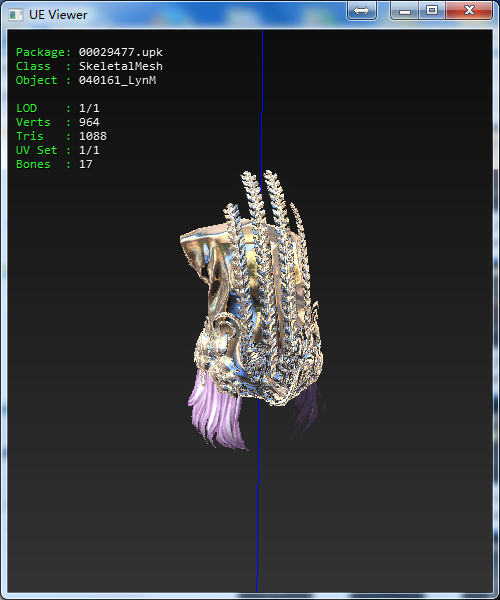 UE Viewer
Package: 00029477.upk
Class  : SkeletalMesh
Object : 040161_LynM
LOD    : 1/1
Verts  : 964
Tris   : 1088
UV Set : 1/1
Bones  : 17